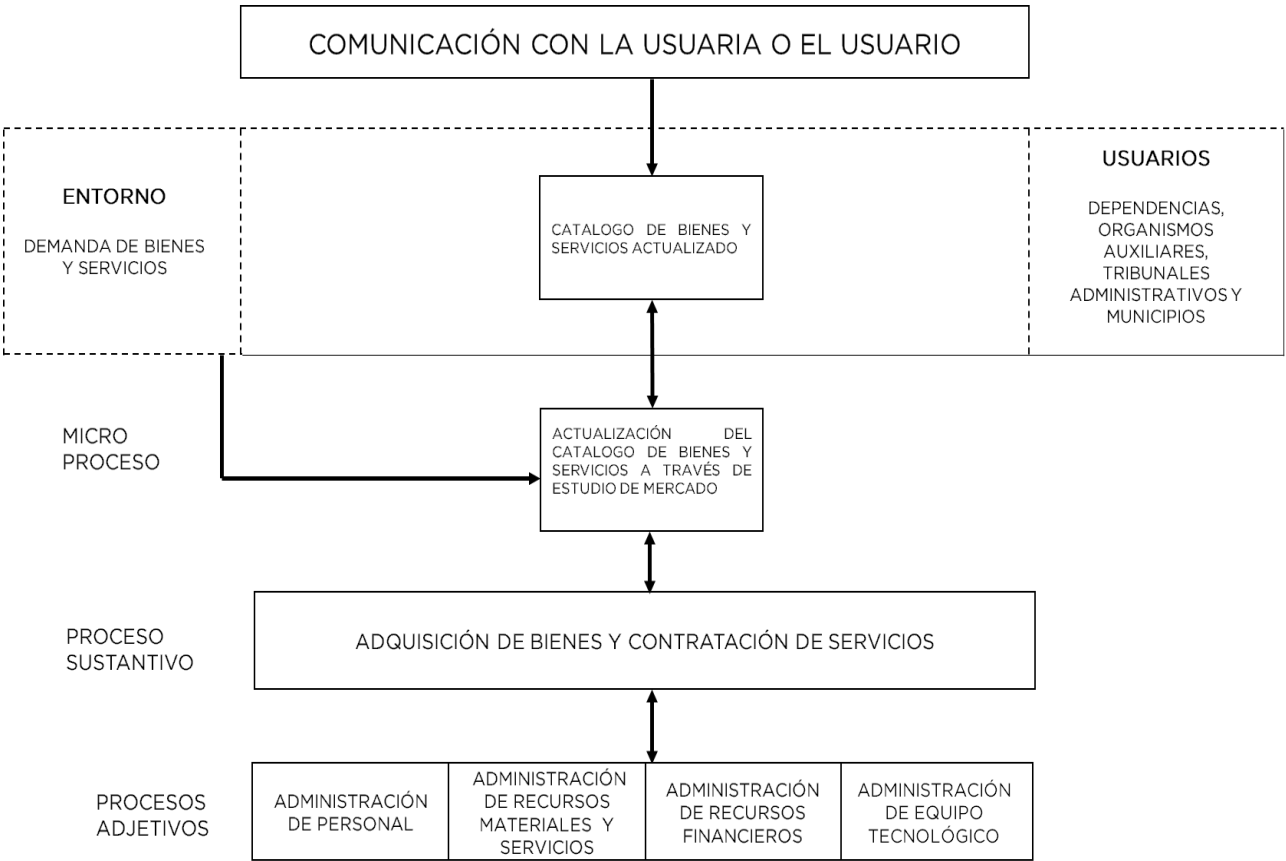 COMUNICACIÓN CON LA USUARIA O EL USUARIO
ENTORNO
DEMANDA DE BIENES
Y SERVICIOS
CATALOGO DE BIENES Y
SERVICIOS ACTUALIZADO
USUARIOS
DEPENDENCIAS,
ORGANISMOS
AUXILIARES,
TRIBUNALES
ADMINISTRATIVOS Y
MUNICIPIOS
MICRO
PROCESO
ACTUALIZACIÓN DEL
CATALOGO DE BIENES Y
SERVICIOS A TRAVÉS DE
ESTUDIO DE MERCADO
PROCESO
SUSTANTIVO
ADQUISICIÓN DE BIENES Y CONTRATACIÓN DE SERVICIOS
PROCESOS
ADJETIVOS
ADMINISTRACIÓN
DE PERSONAL
ADMINISTRACIÓN
DE RECURSOS
MATERIALES Y
SERVICIOS
ADMINISTRACIÓN
DE RECURSOS
FINANCIEROS
ADMINISTRACIÓN
DE EQUIPO
TECNOLÓGICO